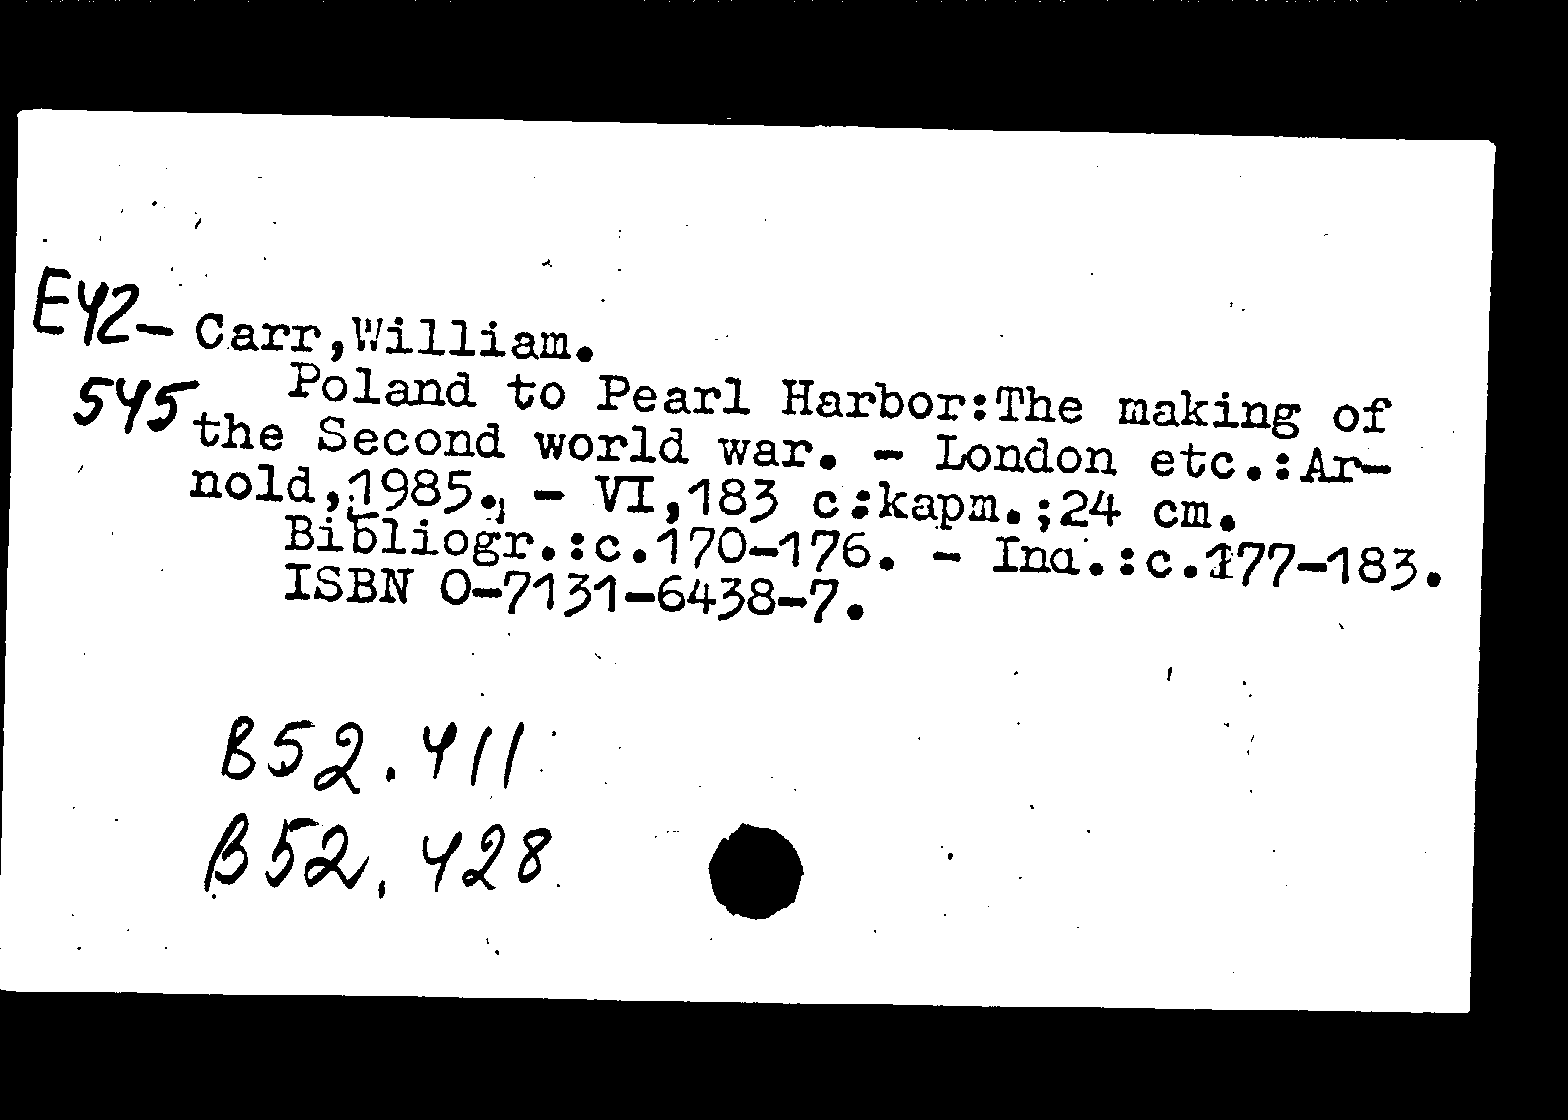 E42-
545
Carr,William.
Poland to Pearl Harbor:The making of
the Second world war. - London etc.:Ar-
nold,1985. - VI,183 c:карт.;24 cm.
Bibliogr.:c.170-176. - Ind.:c.177-183.
ISBN 0-7131-6438-7.
B52.411
B52.428